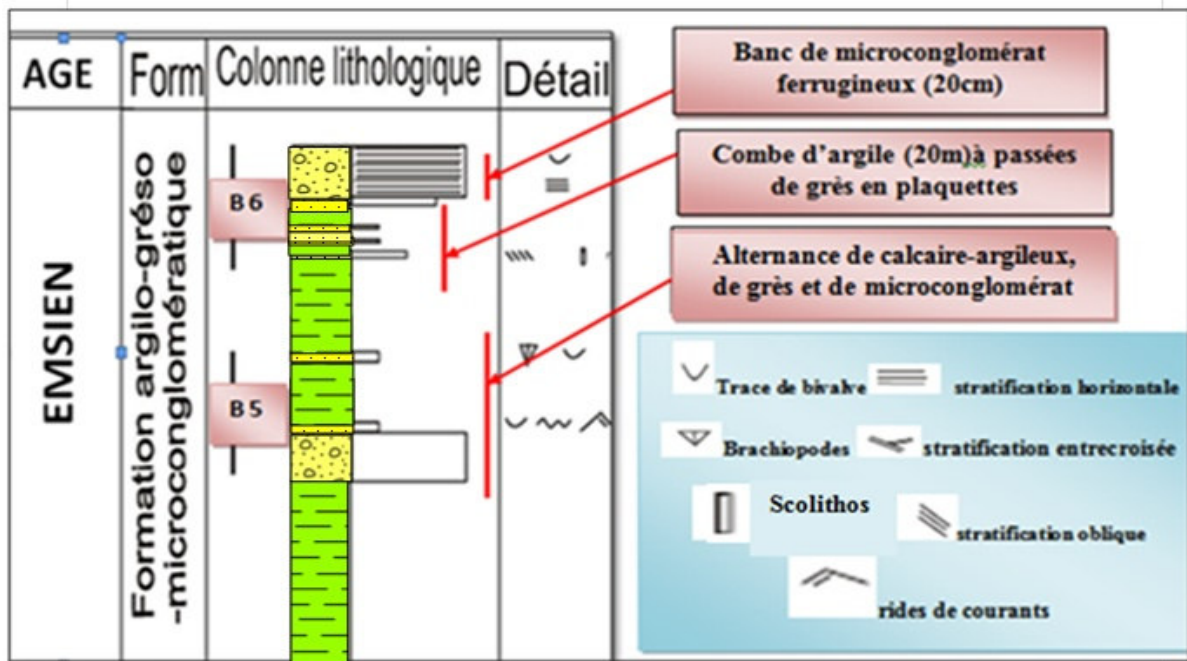 AGE
Form
Colonne lithologique
Détail
EMSIEN
Formation argilo-gréso
-microconglomératique
B6
B5
Banc de microconglomérat
ferrugineux (20cm)
Combe d'argile (20m)à passées
de grès en plaquettes
Alternance de calcaire-argileux,
de grès et de microconglomérat
Trace de bivalve
stratification horizontale
Brachiopodes
stratification entrecroisée
Scolithos
stratification oblique
rides de courants